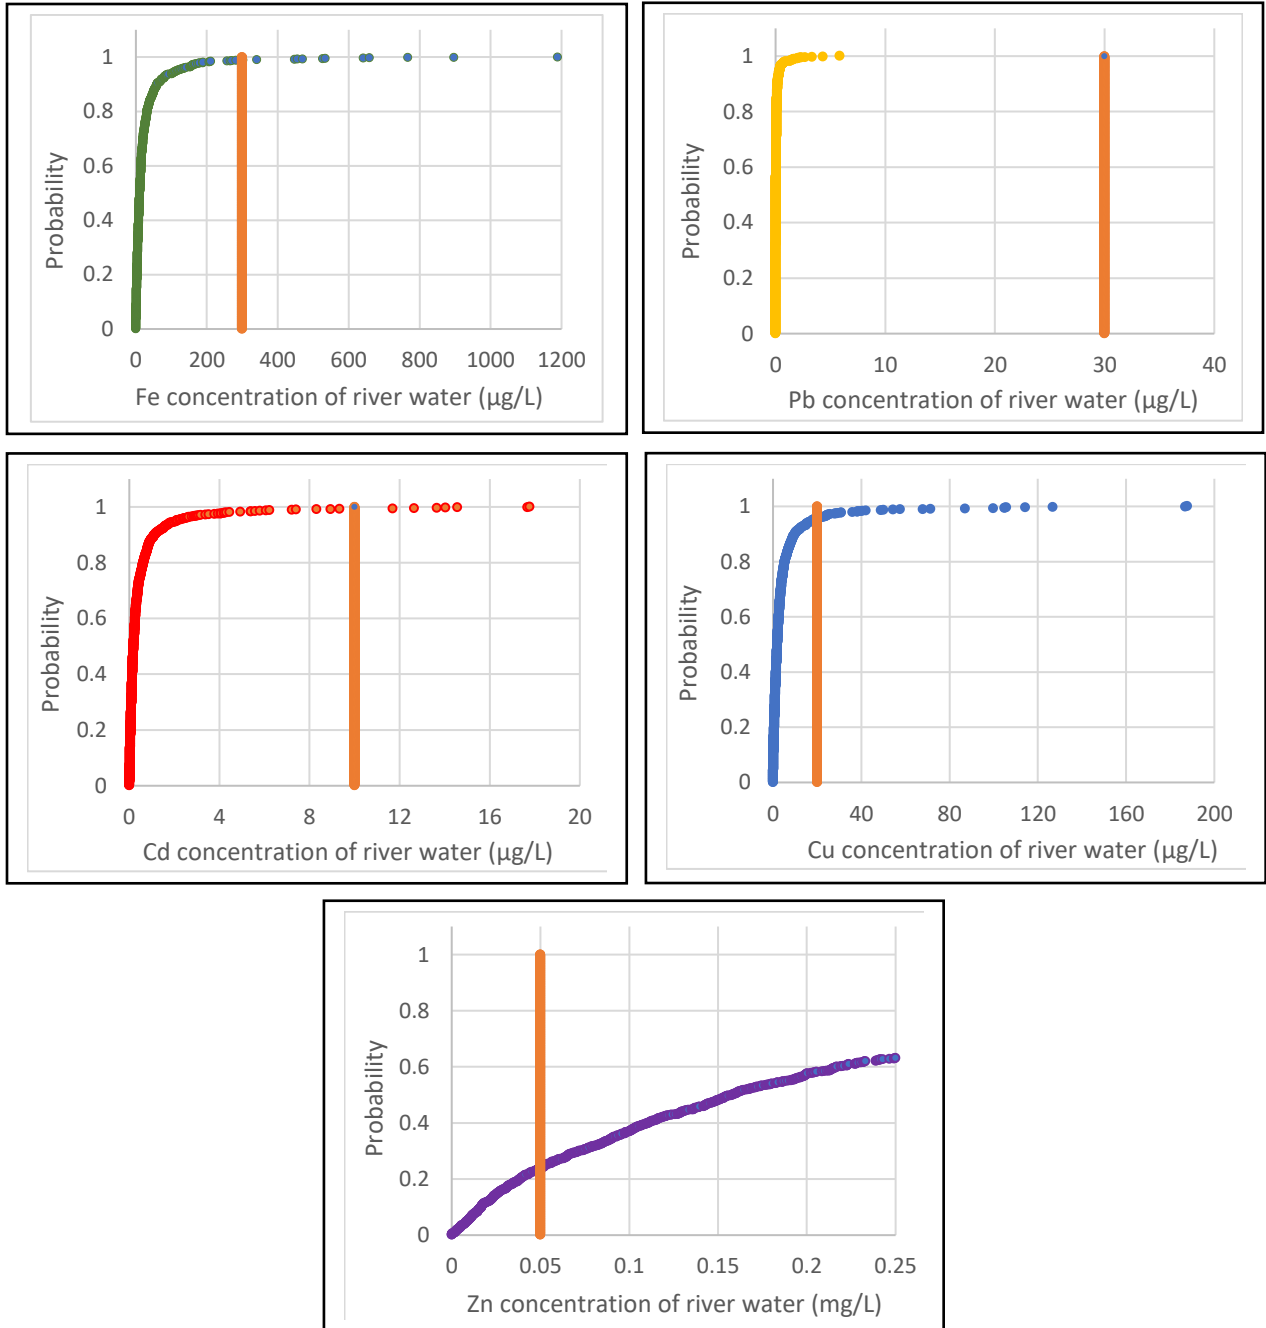 1
0.8
0.6
0.4
0.2
0
Probability
0 200 400 600 800 1000 1200
Fe concentration of river water (µg/L)
1
0.8
0.6
0.4
0.2
0
Probability
0 10 20 30 40
Pb concentration of river water (µg/L)
1
0.8
0.6
0.4
0.2
0
Probability
0 4 8 12 16 20
Cd concentration of river water (µg/L)
1
0.8
0.6
0.4
0.2
0
Probability
0 40 80 120 160 200
Cu concentration of river water (µg/L)
1
0.8
0.6
0.4
0.2
0
Probability
0 0.05 0.1 0.15 0.2 0.25
Zn concentration of river water (mg/L)